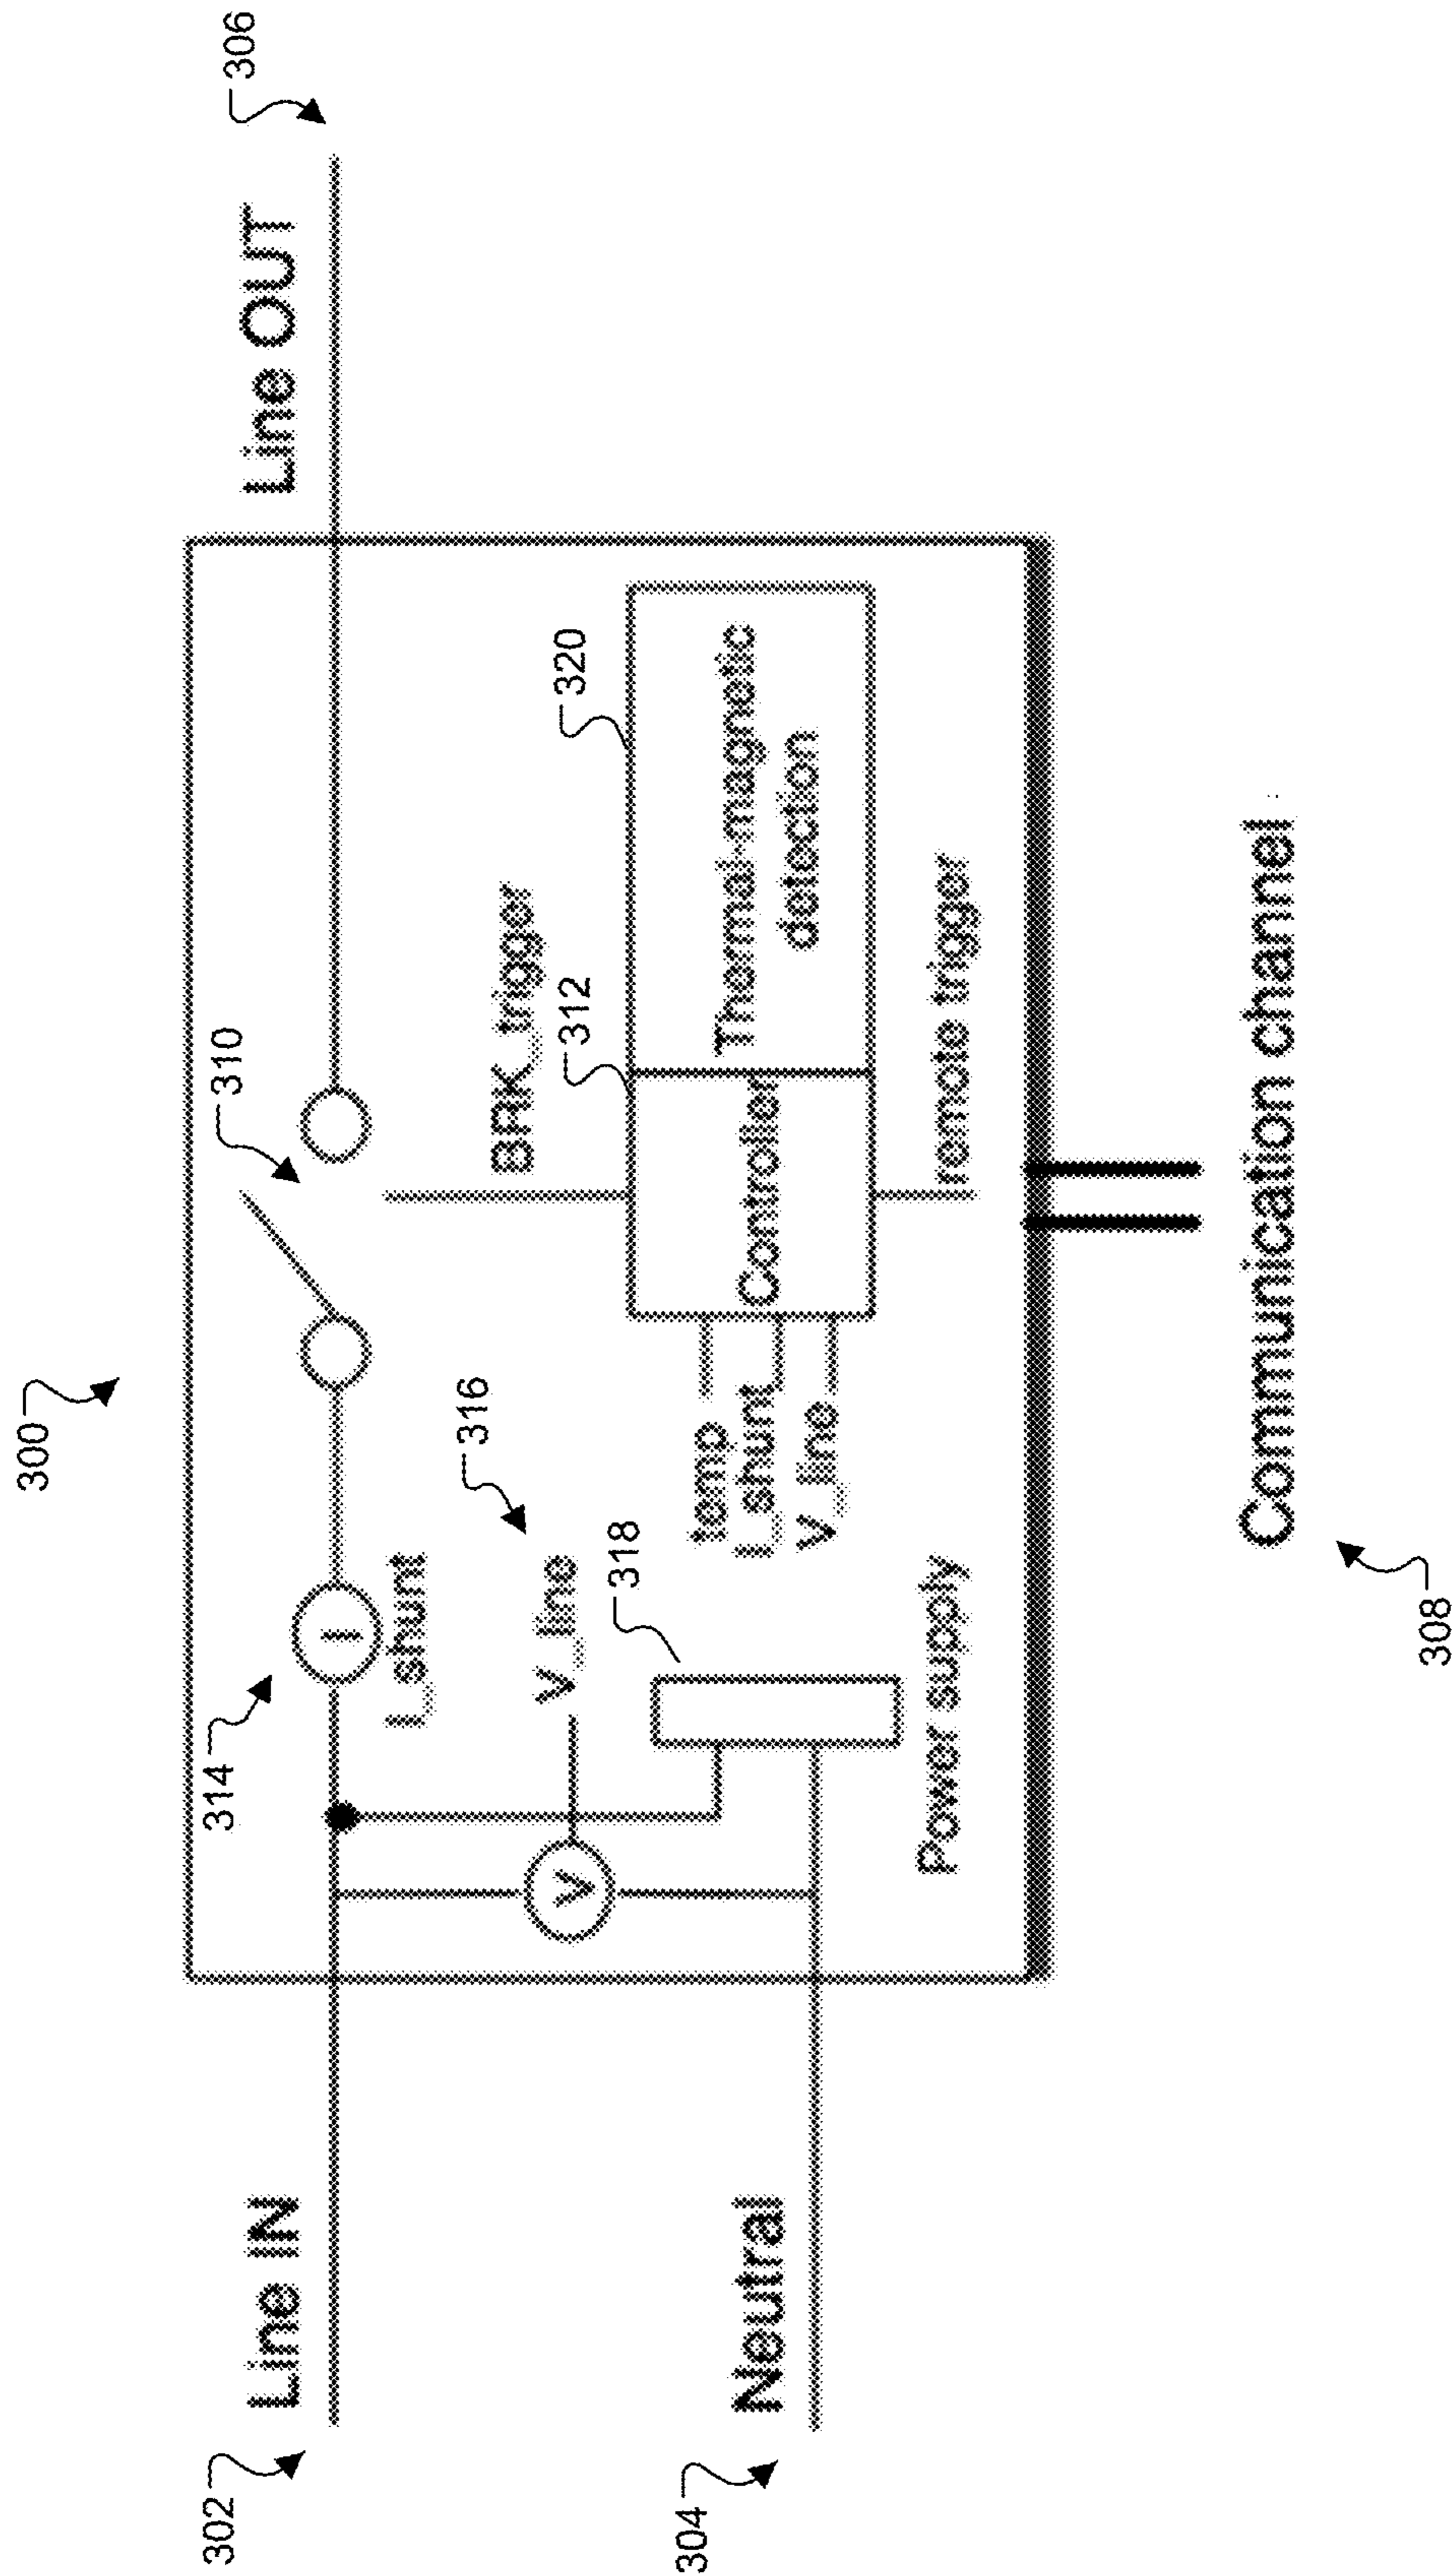 300
302
Line IN
314
I
I_shunt
310
Line OUT
306
V
V_line
316
BRK_trigger
304
Neutral
318
Power supply
temp
I_shunt
V_line
312
Controller
320
Thermal-magnetic
detection
remote trigger
308
Communication channel